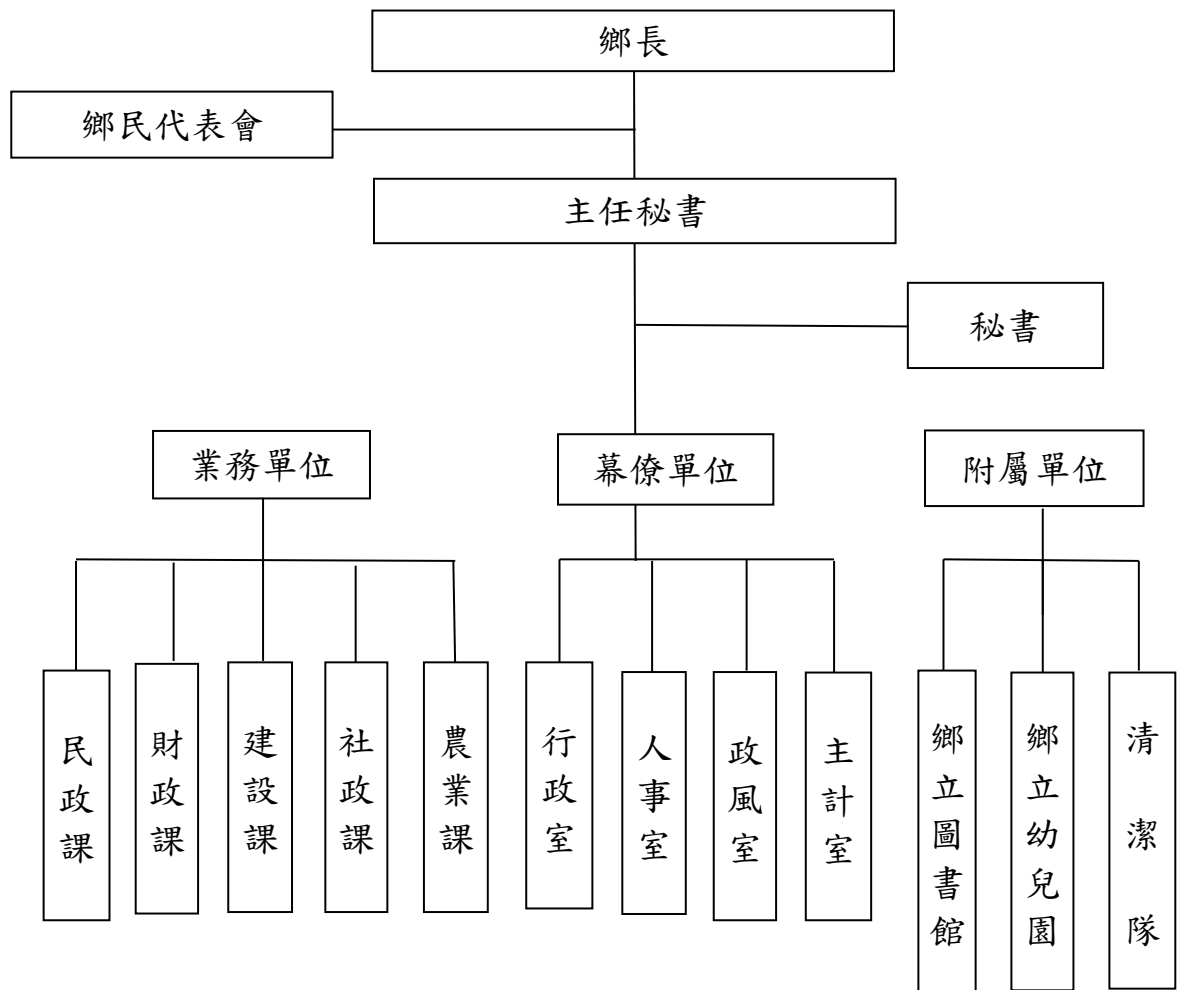 鄉長
鄉民代表會
主任秘書
秘書
業務單位
幕僚單位
附屬單位
民政課
財政課
建設課
社政課
農業課
行政室
人事室
政風室
主計室
鄉立圖書館
鄉立幼兒園
清潔隊